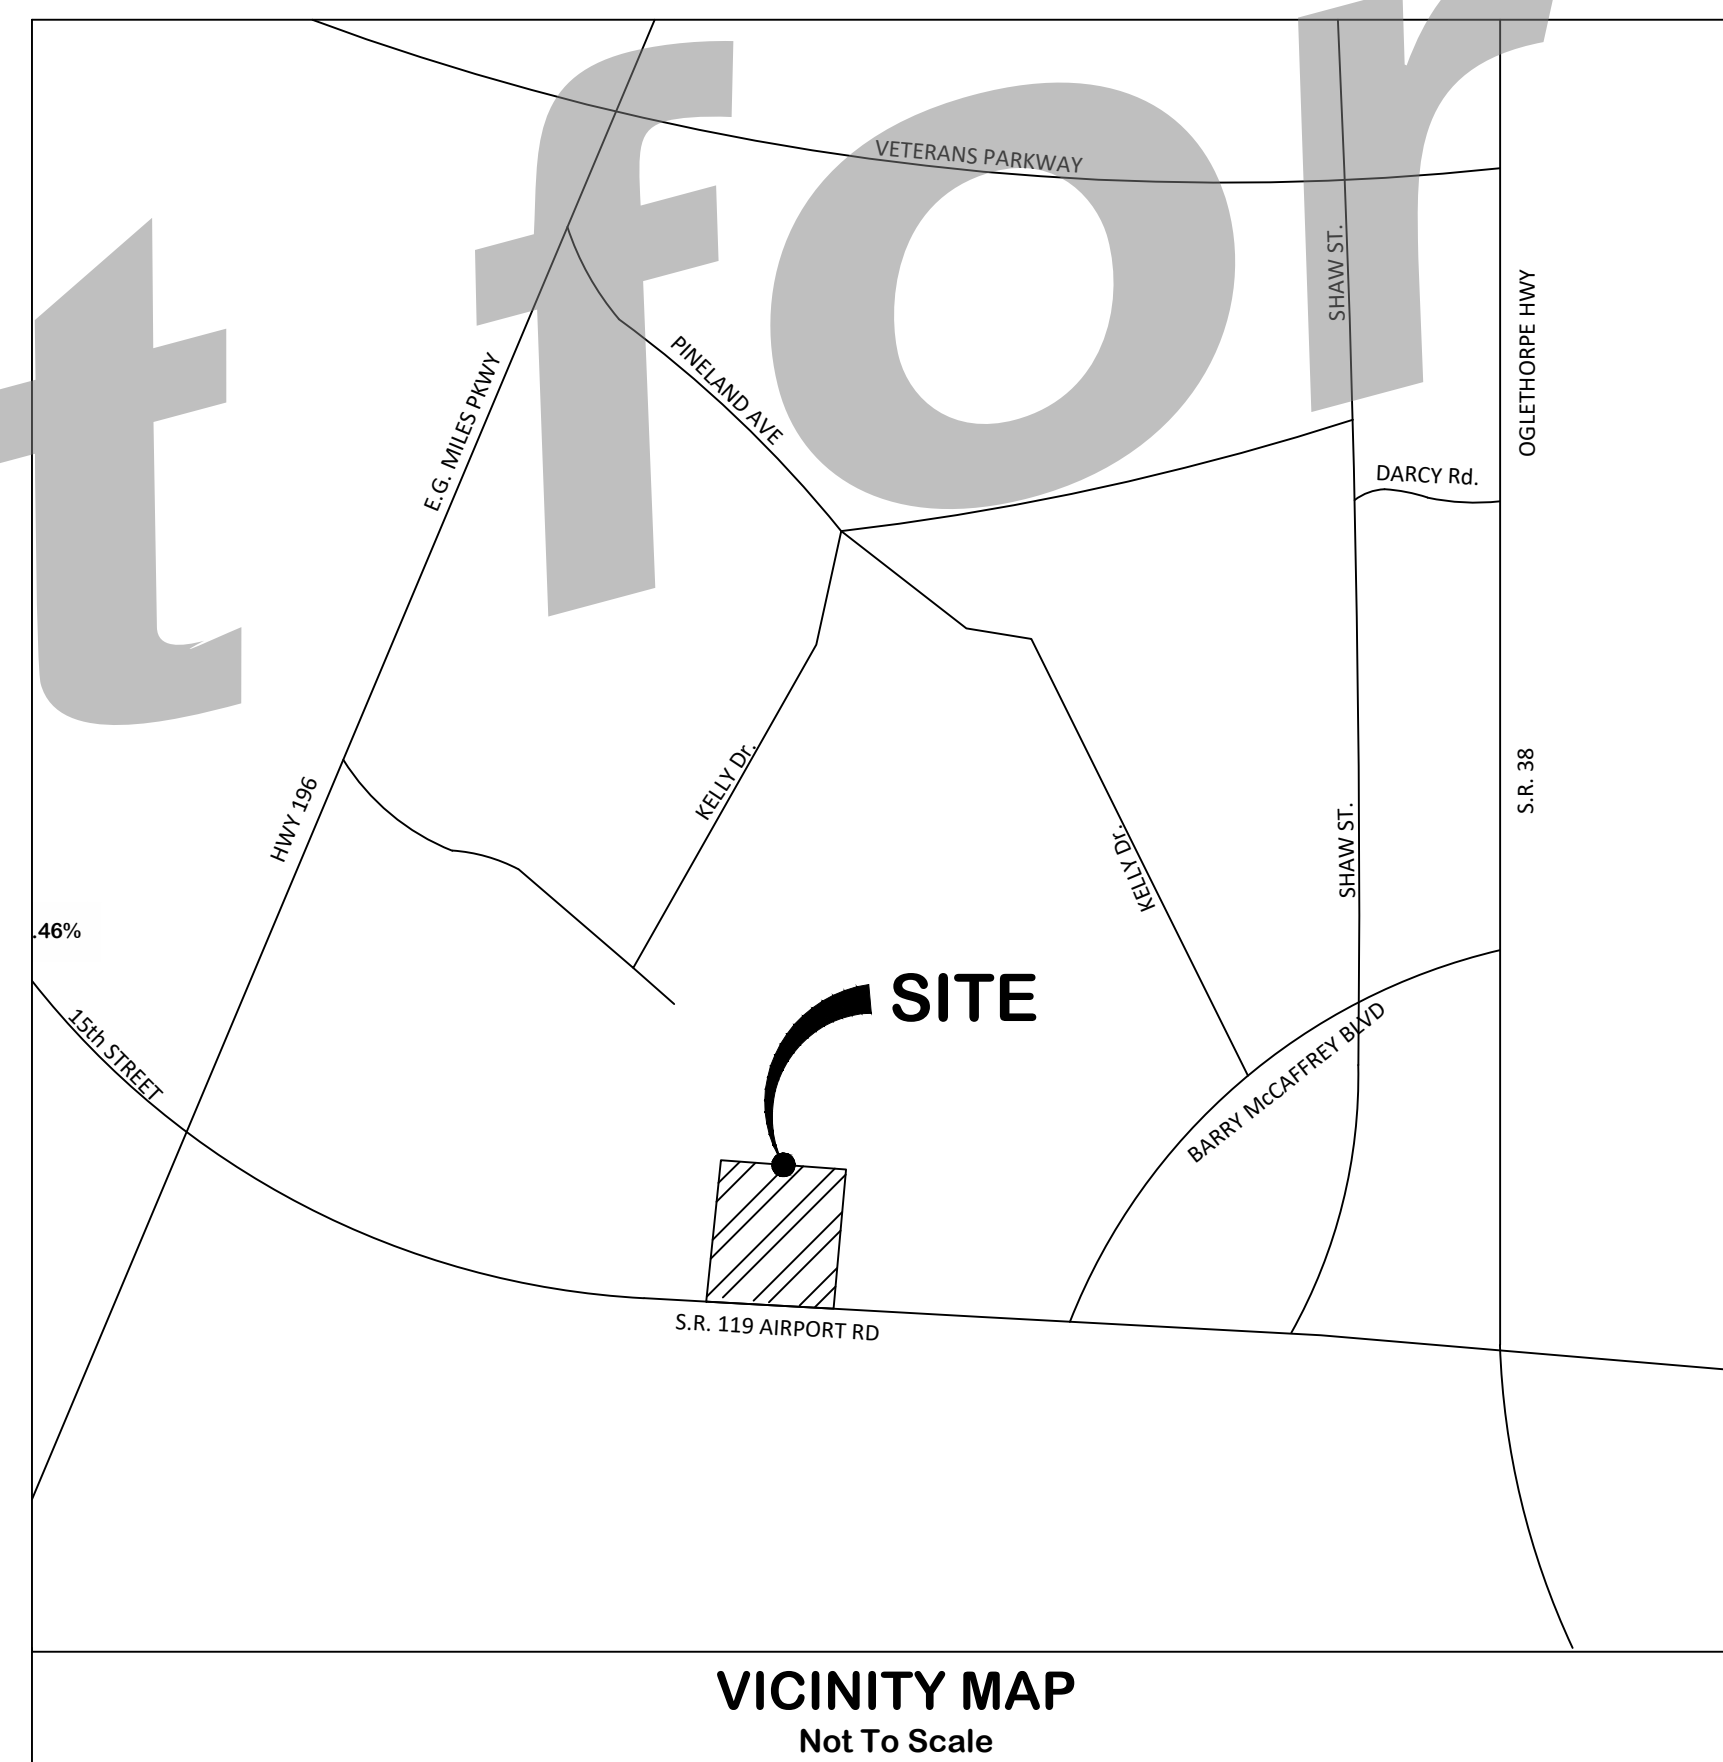 t for
VETERANS PARKWAY
SHAW ST.
OGLETHORPE HWY
PINELAND AVE
E.G. MILES PKWY
DARCY Rd.
KELLY Dr.
HWY 196
S.R. 38
SHAW ST.
KELLY Dr.
.46%
SITE
15th STREET
BARRY McCAFFREY BLVD
S.R. 119 AIRPORT RD
VICINITY MAP
Not To Scale